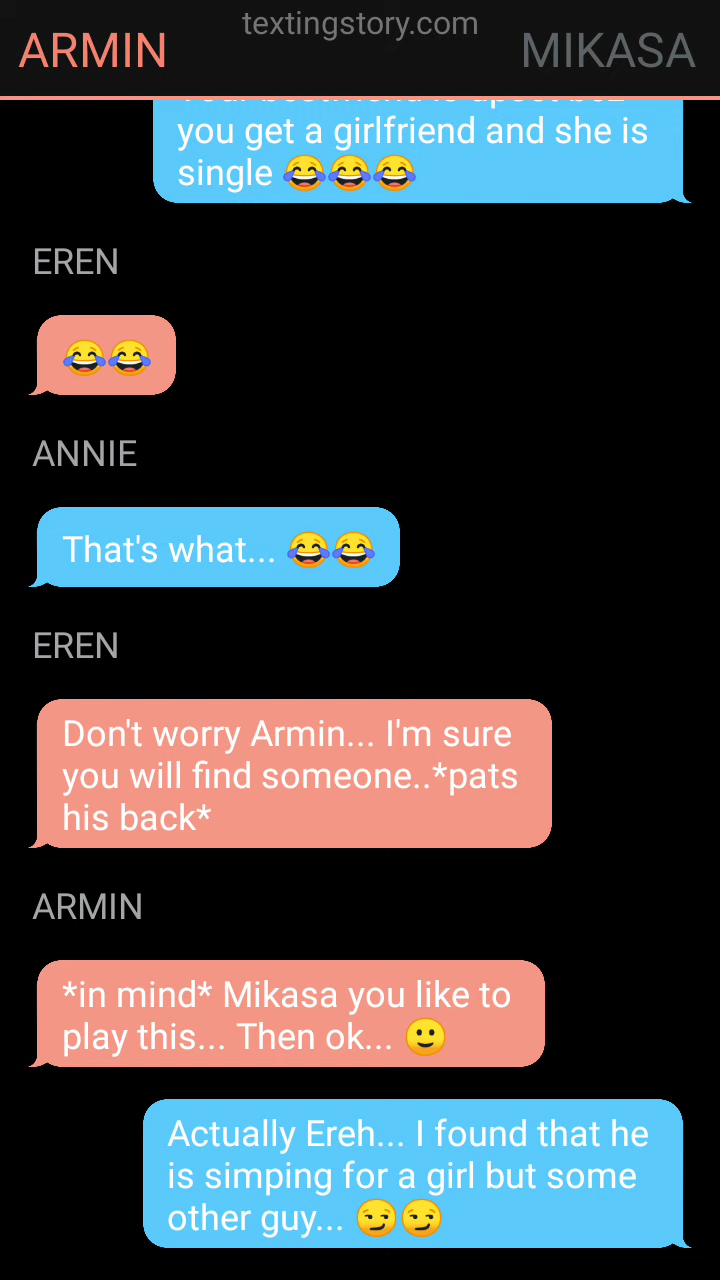 textingstory.com
ARMIN
MIKASA
you get a girlfriend and she is
single 😂😂😂
EREN
😂😂
ANNIE
That's what... 😂😂
EREN
Don't worry Armin... I'm sure
you will find someone..*pats
his back*
ARMIN
*in mind* Mikasa you like to
play this... Then ok... 🙂
Actually Ereh... I found that he
is simping for a girl but some
other guy... 😏😏